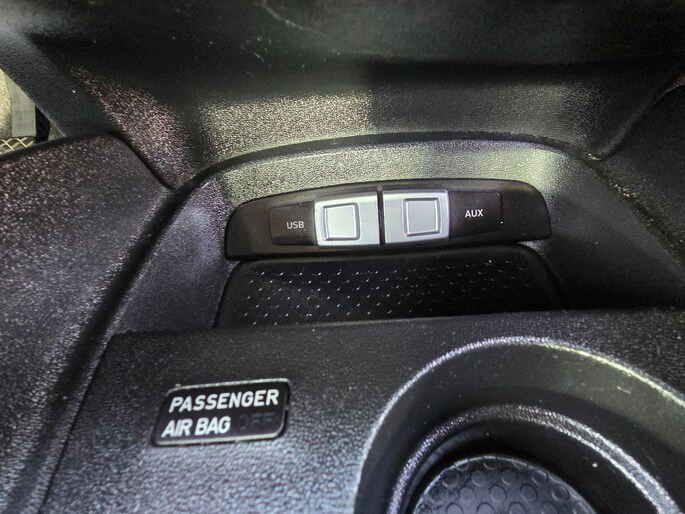 USB
AUX
PASSENGER
AIR BAG OFF